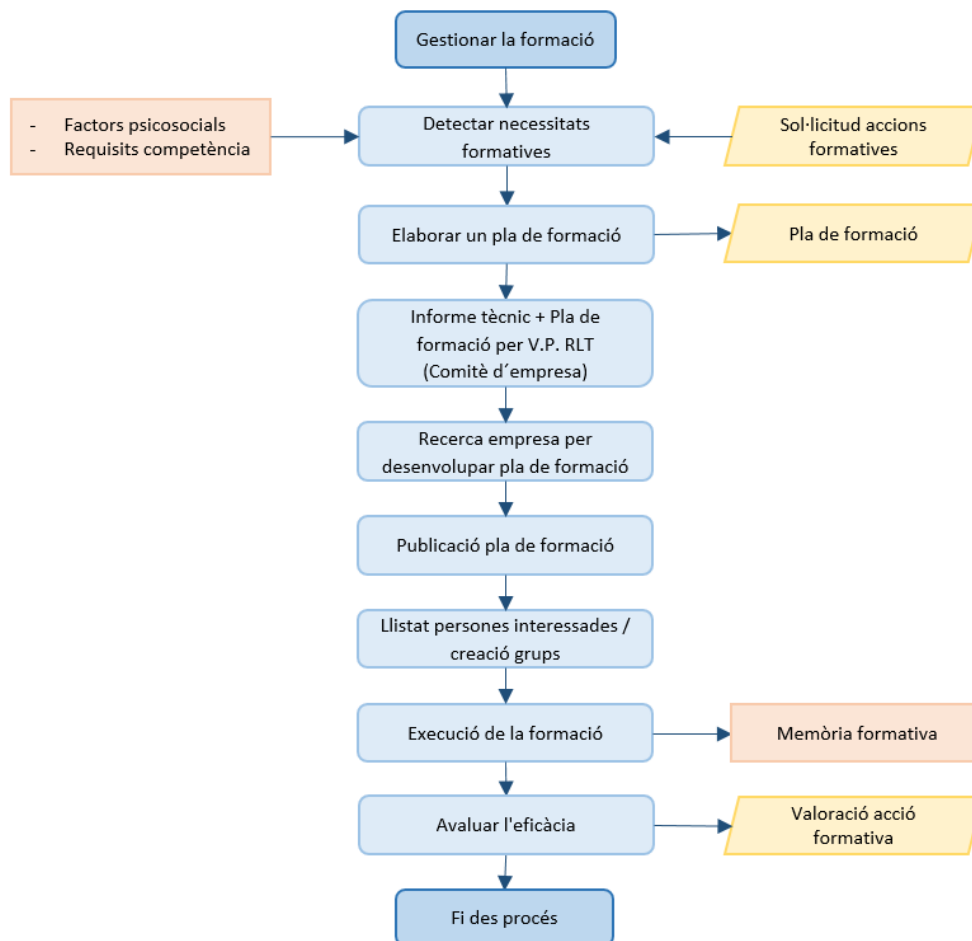 Gestionar la formació
- Factors psicosocials
- Requisits competència
Detectar necessitats
formatives
Sol·licitud accions
formatives
Elaborar un pla de formació
Pla de formació
Informe tècnic + Pla de
formació per V.P. RLT
(Comitè d´empresa)
Recerca empresa per
desenvolupar pla de formació
Publicació pla de formació
Llistat persones interessades /
creació grups
Execució de la formació
Memòria formativa
Avaluar l'eficàcia
Valoració acció
formativa
Fi des procés